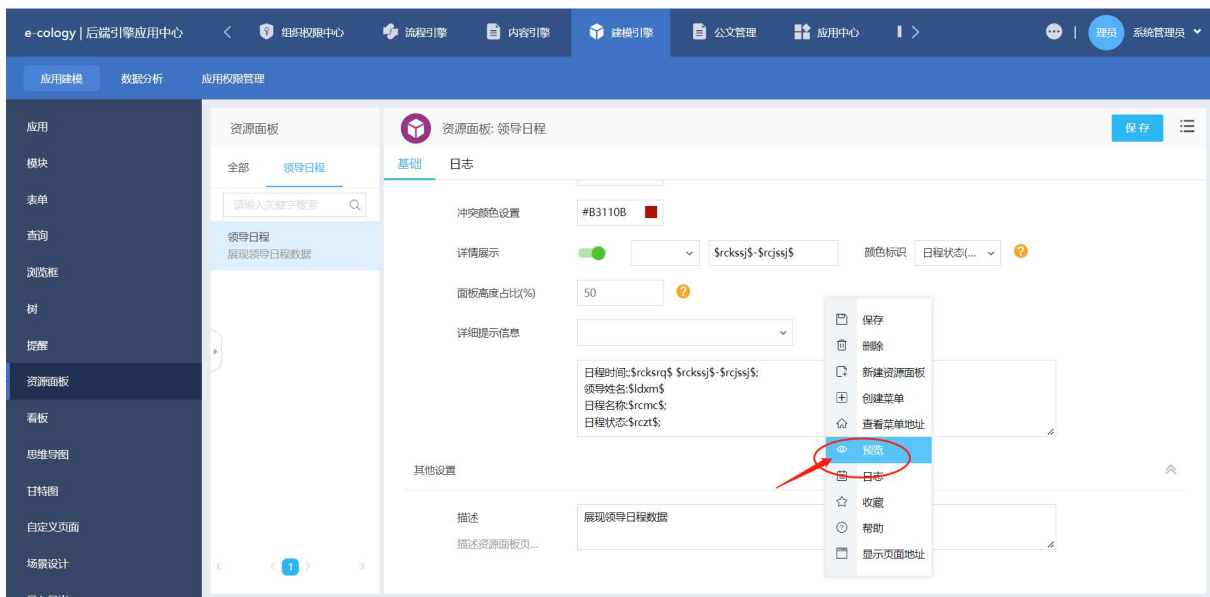 e-cology | 后端引擎应用中心
组织权限中心
流程引擎
内容引擎
建模引擎
公文管理
应用中心
理员
系统管理员
应用建模
数据分析
应用权限管理
应用
模块
表单
查询
浏览框
树
提醒
资源面板
看板
思维导图
甘特图
自定义页面
场景设计
资源面板
全部
领导日程
请输入关键字搜索
领导日程
展现领导日程数据
1
资源面板: 领导日程
保存
基础
日志
冲突颜色设置
#B3110B
详情展示
$rckssj$-$rcjssj$
颜色标识
日程状态(...
面板高度占比(%)
50
详细提示信息
日程时间:;$rcksrq$ $rckssj$-$rcjssj$;
领导姓名:$ldxm$
日程名称:$rcmc$;
日程状态:$rczt$;
其他设置
描述
描述资源面板页...
展现领导日程数据
保存
删除
新建资源面板
创建菜单
查看菜单地址
预览
日志
收藏
帮助
显示页面地址